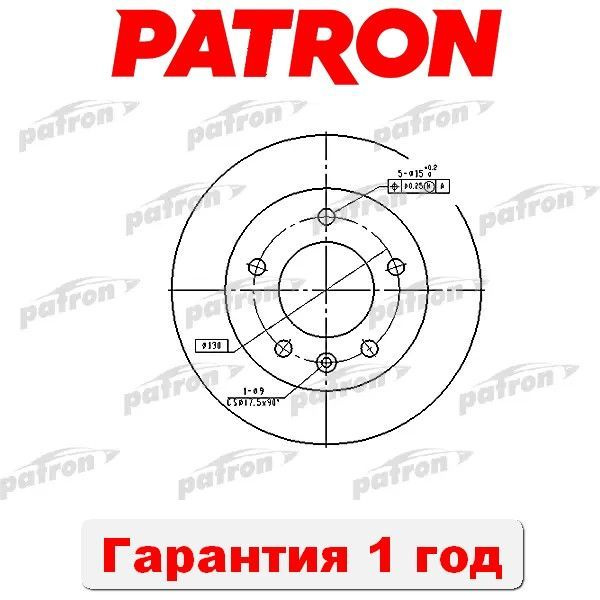 PATRON
patron patron patron
5-ø15 +0.2 0
⌖ ø0.25 Ⓜ A
patron patron patron
patron patron patron
ø130
patron patron patron
1-ø9
CSø17.5x90°
patron patron patron
Гарантия 1 год